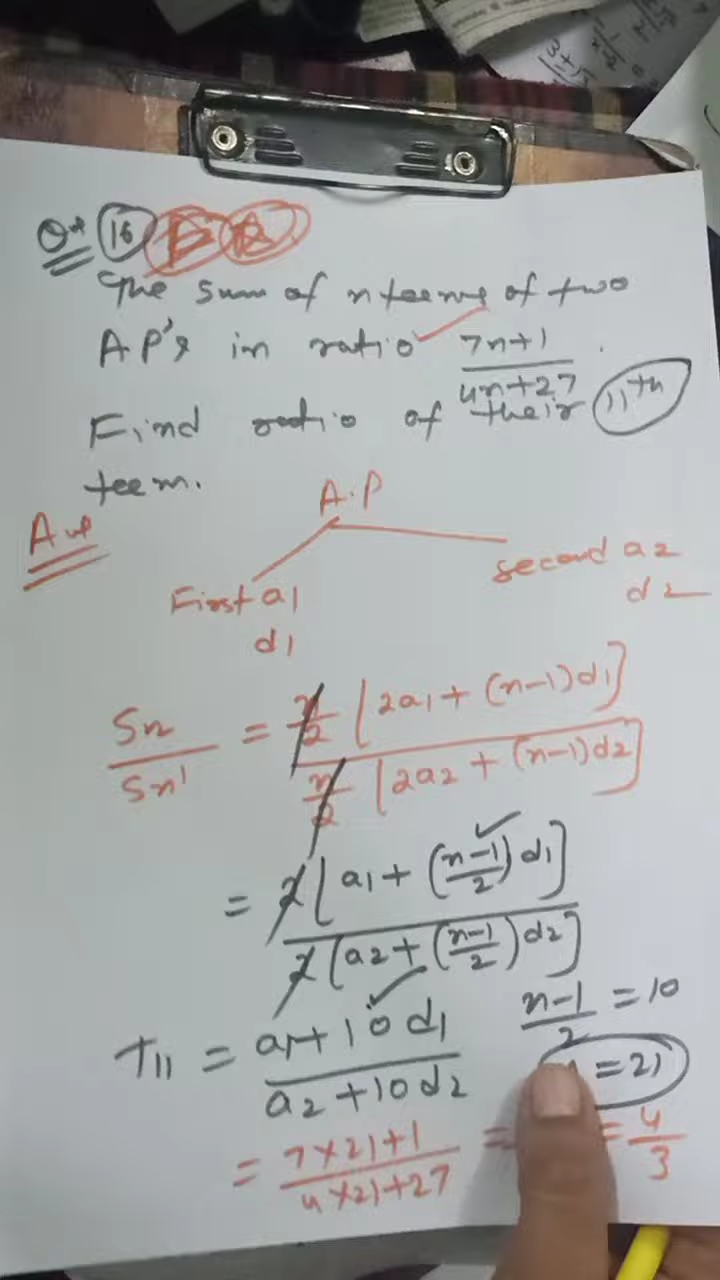 Q⁺ 16
The sum of n terms of two
A.P's in ratio 7n+1 / 4n+27 .
Find ratio of their 11th
term.
Ans
A.P
First a1 second a2
d1 d2
Sn / Sn' = n/2 [2a1 + (n-1)d1] / n/2 [2a2 + (n-1)d2]
= 2[a1 + (n-1/2)d1] / 2[a2 + (n-1/2)d2]
T11 = a1+10d1 / a2+10d2 n-1/2 = 10
= 21
= 7×21+1 / 4×21+27 = = 4/3